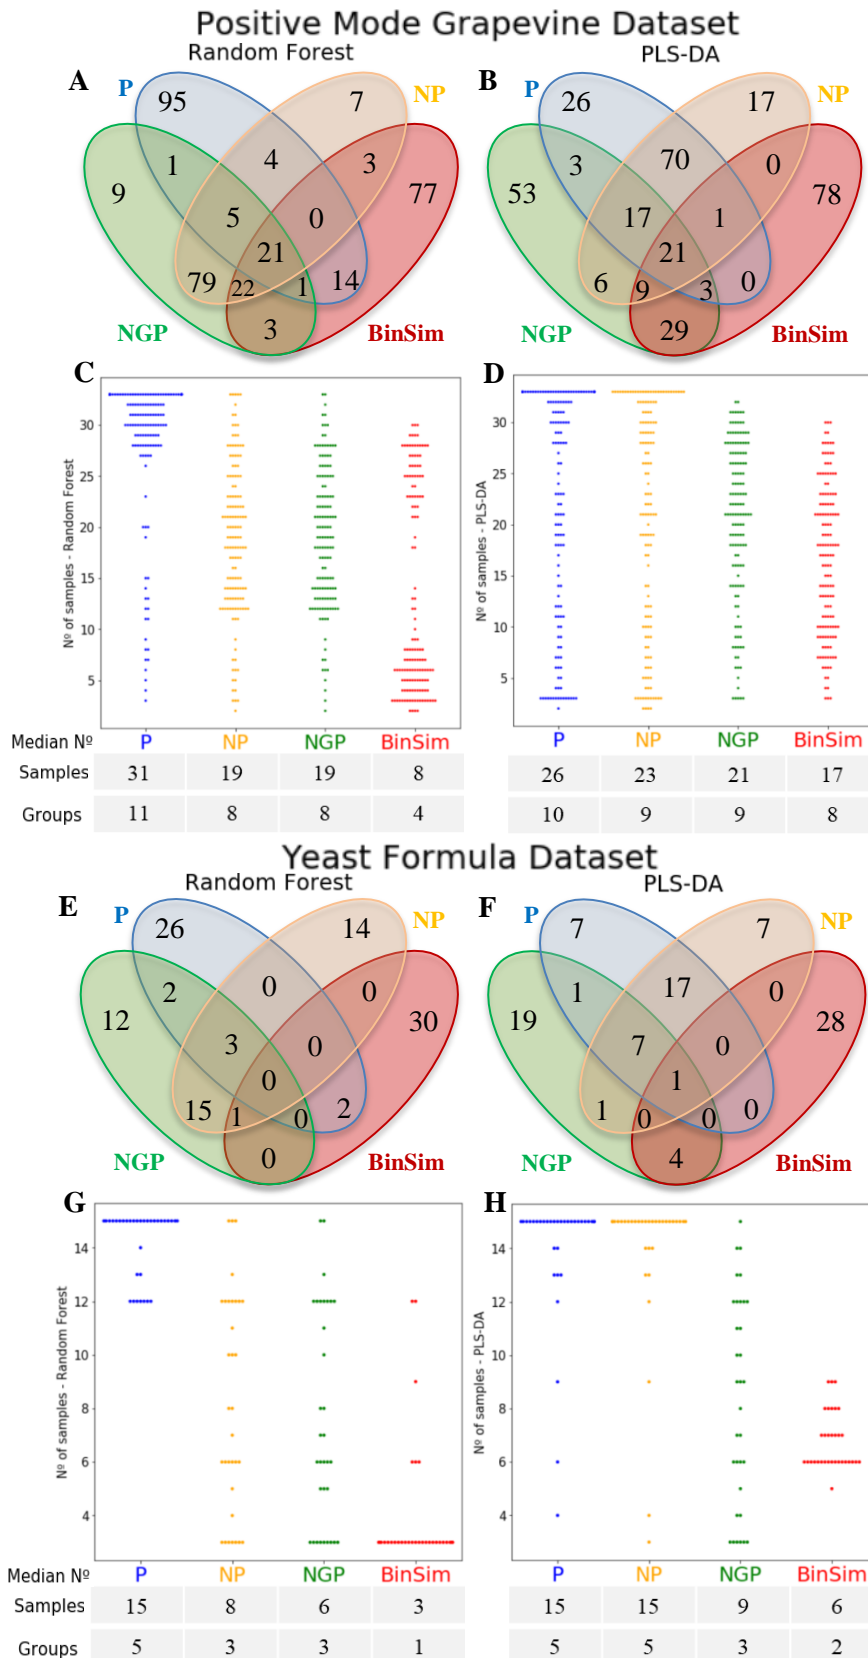 Positive Mode Grapevine Dataset
Random Forest
PLS-DA
A
P
NP
95
7
1
4
3
9
77
5
0
21
79
22
1
14
3
NGP
BinSim
B
P
NP
26
17
3
70
0
53
78
17
1
21
6
9
3
0
29
NGP
BinSim
C
Nº of samples - Random Forest
30
25
20
15
10
5
D
Nº of samples - PLS-DA
30
25
20
15
10
5
Median Nº P NP NGP BinSim P NP NGP BinSim
Samples 31 19 19 8 26 23 21 17
Groups 11 8 8 4 10 9 9 8
Yeast Formula Dataset
Random Forest
PLS-DA
E
P
NP
26
14
2
0
0
12
30
3
0
0
15
1
0
2
0
NGP
BinSim
F
P
NP
7
7
1
17
0
19
28
7
0
1
1
0
0
0
4
NGP
BinSim
G
Nº of samples - Random Forest
14
12
10
8
6
4
H
Nº of samples - PLS-DA
14
12
10
8
6
4
Median Nº P NP NGP BinSim P NP NGP BinSim
Samples 15 8 6 3 15 15 9 6
Groups 5 3 3 1 5 5 3 2